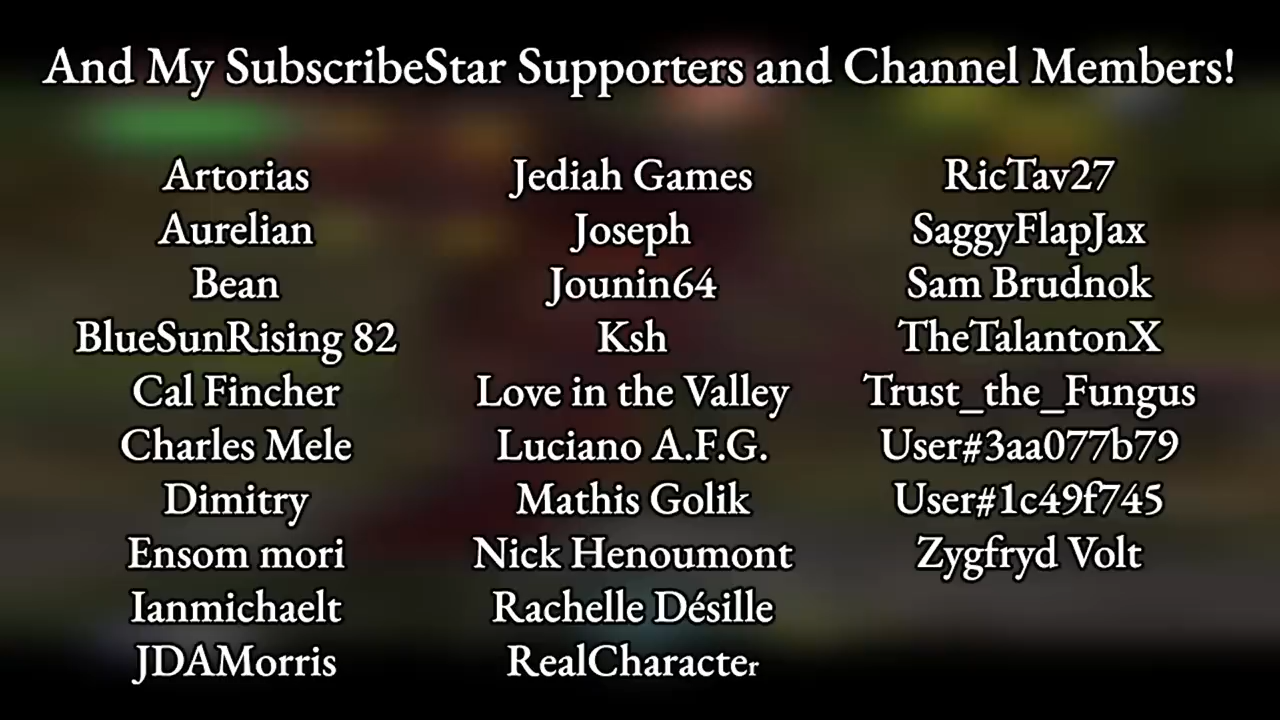 And My SubscribeStar Supporters and Channel Members!
Artorias
Aurelian
Bean
BlueSunRising 82
Cal Fincher
Charles Mele
Dimitry
Ensom mori
Ianmichaelt
JDAMorris
Jediah Games
Joseph
Jounin64
Ksh
Love in the Valley
Luciano A.F.G.
Mathis Golik
Nick Henoumont
Rachelle Désille
RealCharacter
RicTav27
SaggyFlapJax
Sam Brudnok
TheTalantonX
Trust_the_Fungus
User#3aa077b79
User#1c49f745
Zygfryd Volt